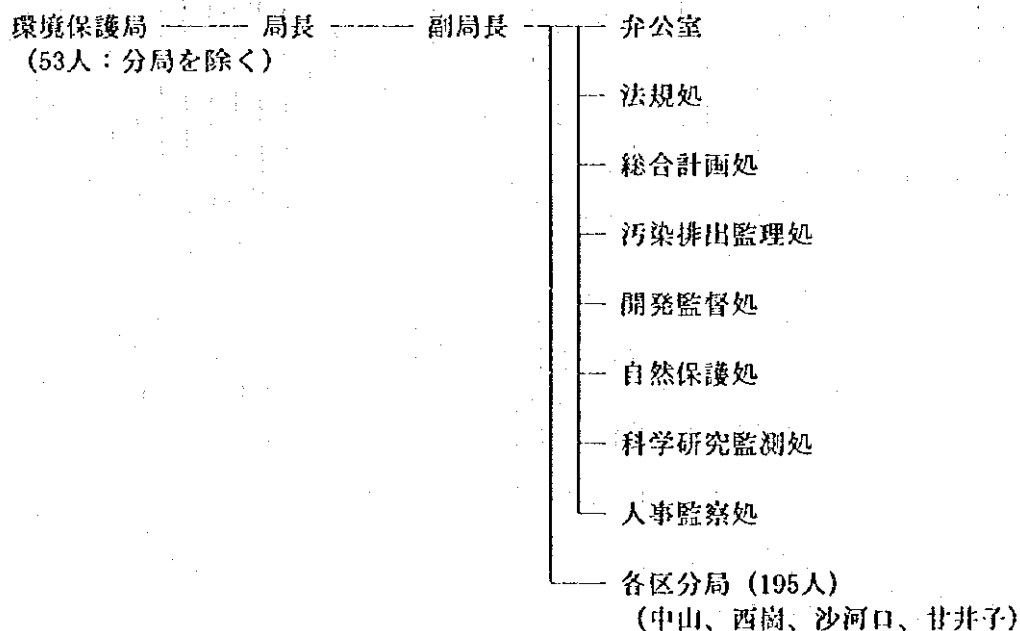 環境保護局 局長 副局長 弁公室
(53人：分局を除く)
法規処
総合計画処
汚染排出監理処
開発監督処
自然保護処
科学研究監測処
人事監察処
各区分局 (195人)
(中山、西崗、沙河口、甘井子)